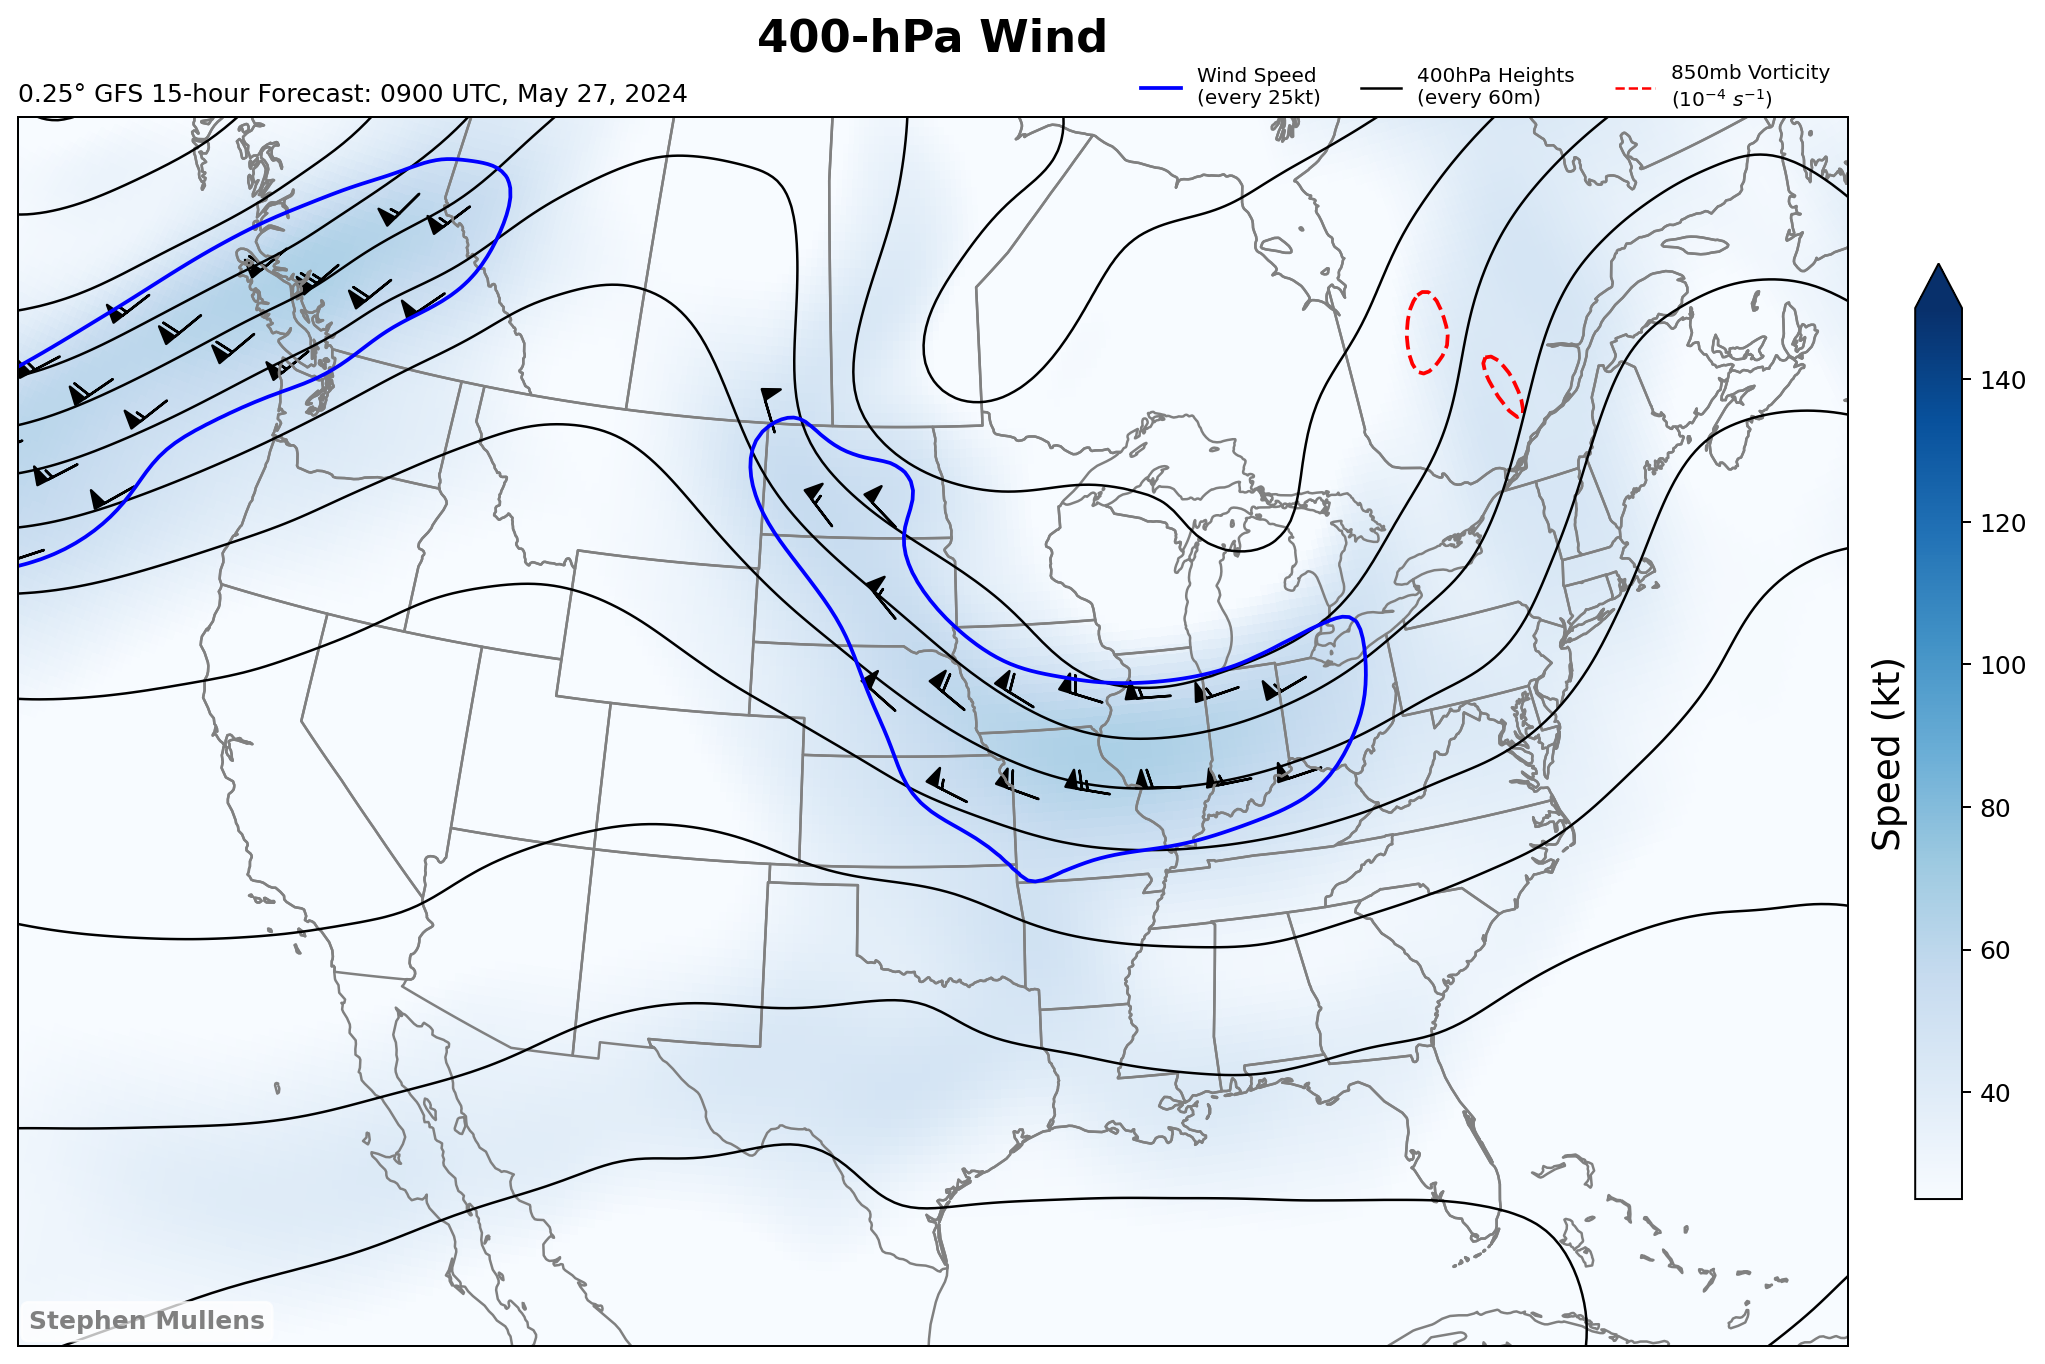 400-hPa Wind
0.25° GFS 15-hour Forecast: 0900 UTC, May 27, 2024
Wind Speed
(every 25kt)
400hPa Heights
(every 60m)
850mb Vorticity
(10⁻⁴ s⁻¹)
140
120
100
80
60
40
Speed (kt)
Stephen Mullens